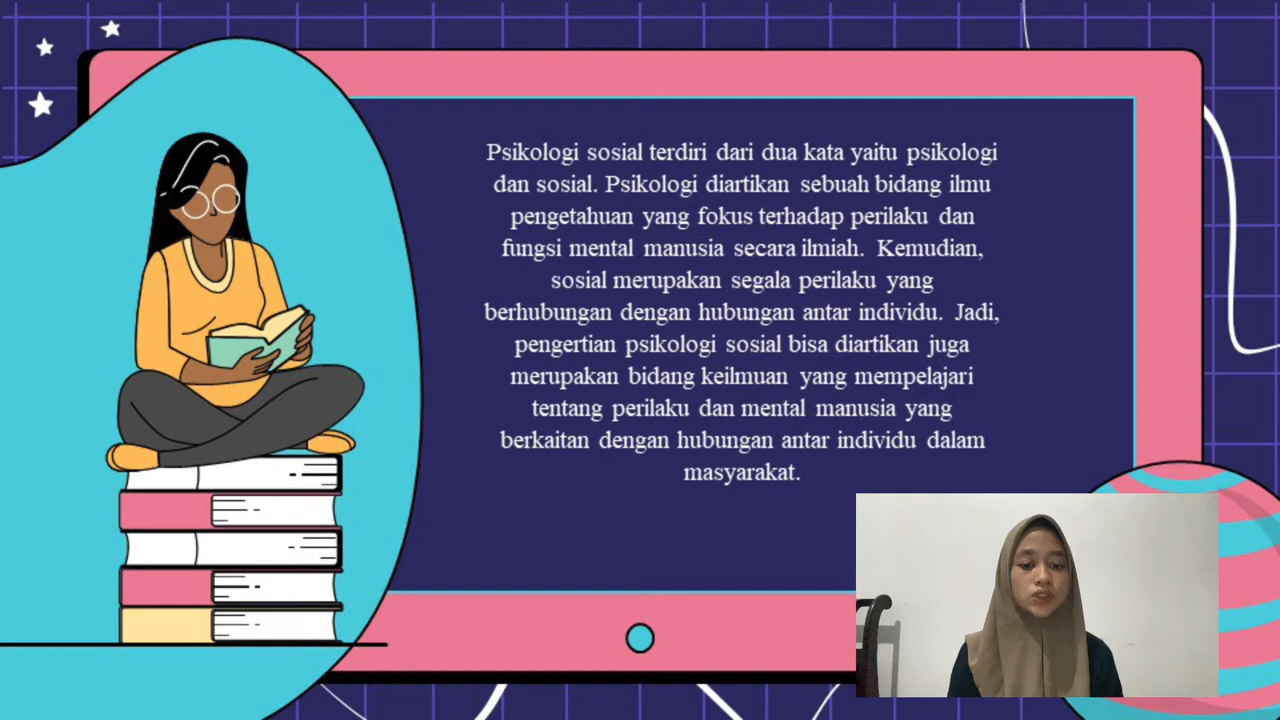 Psikologi sosial terdiri dari dua kata yaitu psikologi
dan sosial. Psikologi diartikan sebuah bidang ilmu
pengetahuan yang fokus terhadap perilaku dan
fungsi mental manusia secara ilmiah. Kemudian,
sosial merupakan segala perilaku yang
berhubungan dengan hubungan antar individu. Jadi,
pengertian psikologi sosial bisa diartikan juga
merupakan bidang keilmuan yang mempelajari
tentang perilaku dan mental manusia yang
berkaitan dengan hubungan antar individu dalam
masyarakat.